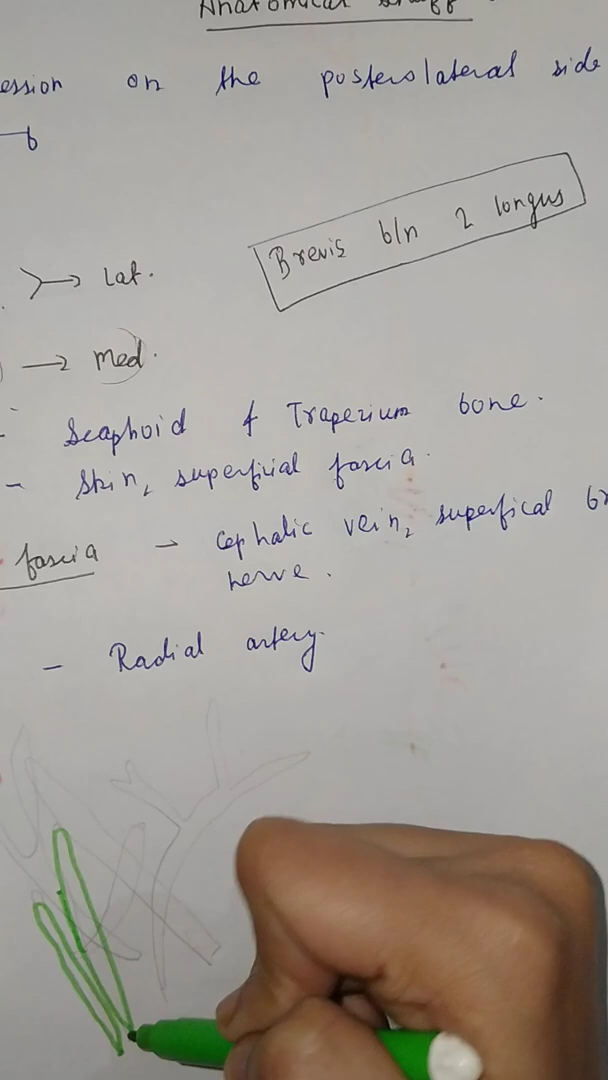 Anatomical snuff
ession on the posterolateral side
Brevis b/n 2 longus
→ Lat.
→ Med.
Scaphoid & Trapezium bone.
- Skin, superficial fascia.
fascia → Cephalic vein, superfical br
nerve.
- Radial artery.